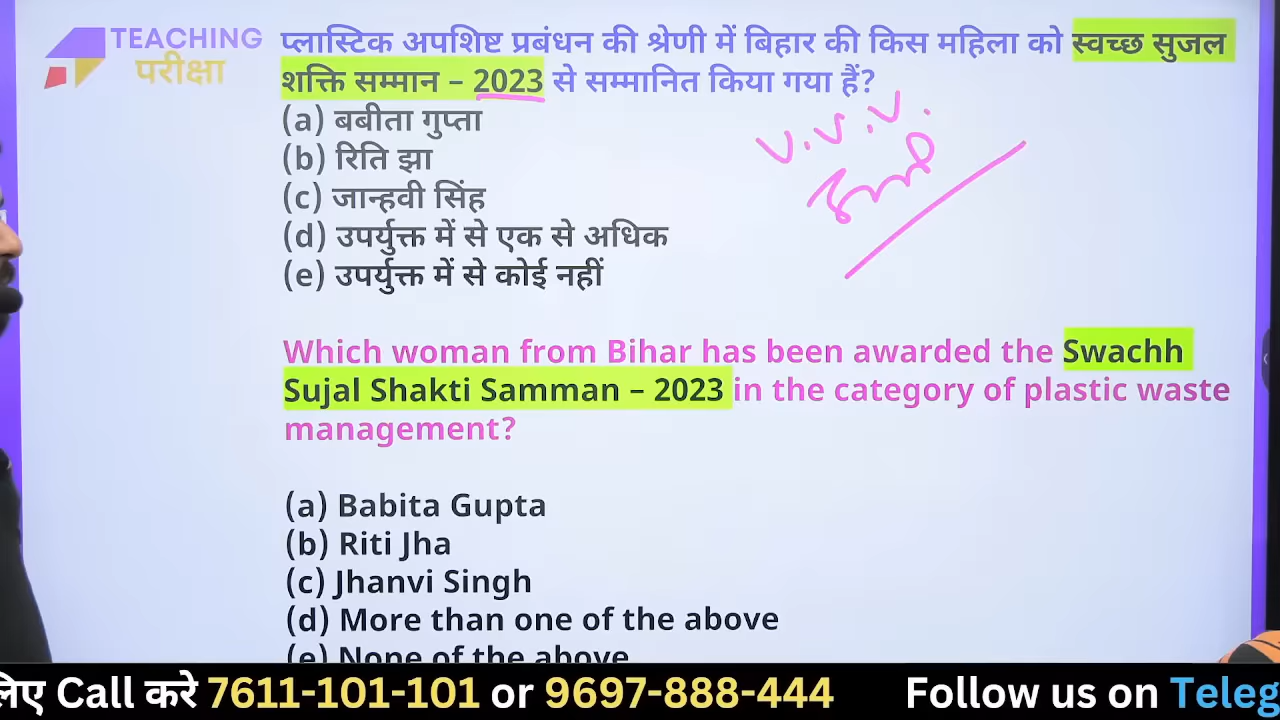 TEACHING
परीक्षा
प्लास्टिक अपशिष्ट प्रबंधन की श्रेणी में बिहार की किस महिला को स्वच्छ सुजल
शक्ति सम्मान – 2023 से सम्मानित किया गया हैं?
(a) बबीता गुप्ता
(b) रिति झा
(c) जान्हवी सिंह
(d) उपर्युक्त में से एक से अधिक
(e) उपर्युक्त में से कोई नहीं
V.V.V.
Which woman from Bihar has been awarded the Swachh
Sujal Shakti Samman – 2023 in the category of plastic waste
management?
(a) Babita Gupta
(b) Riti Jha
(c) Jhanvi Singh
(d) More than one of the above
(e) None of the above
लिए Call करे 7611-101-101 or 9697-888-444 Follow us on Teleg